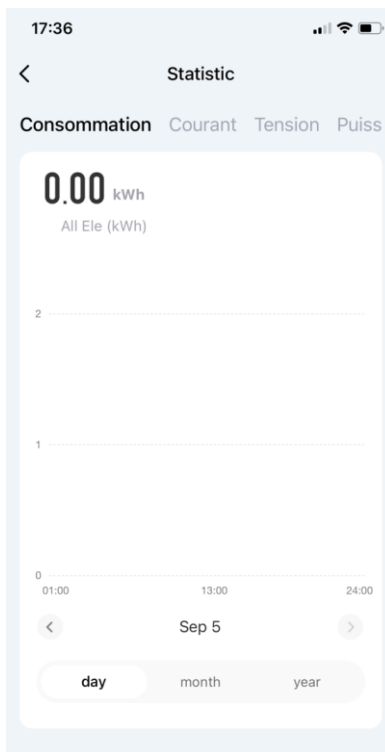 17:36
Statistic
Consommation Courant Tension Puiss
0.00 kWh
All Ele (kWh)
2
1
0
01:00 13:00 24:00
Sep 5
day month year